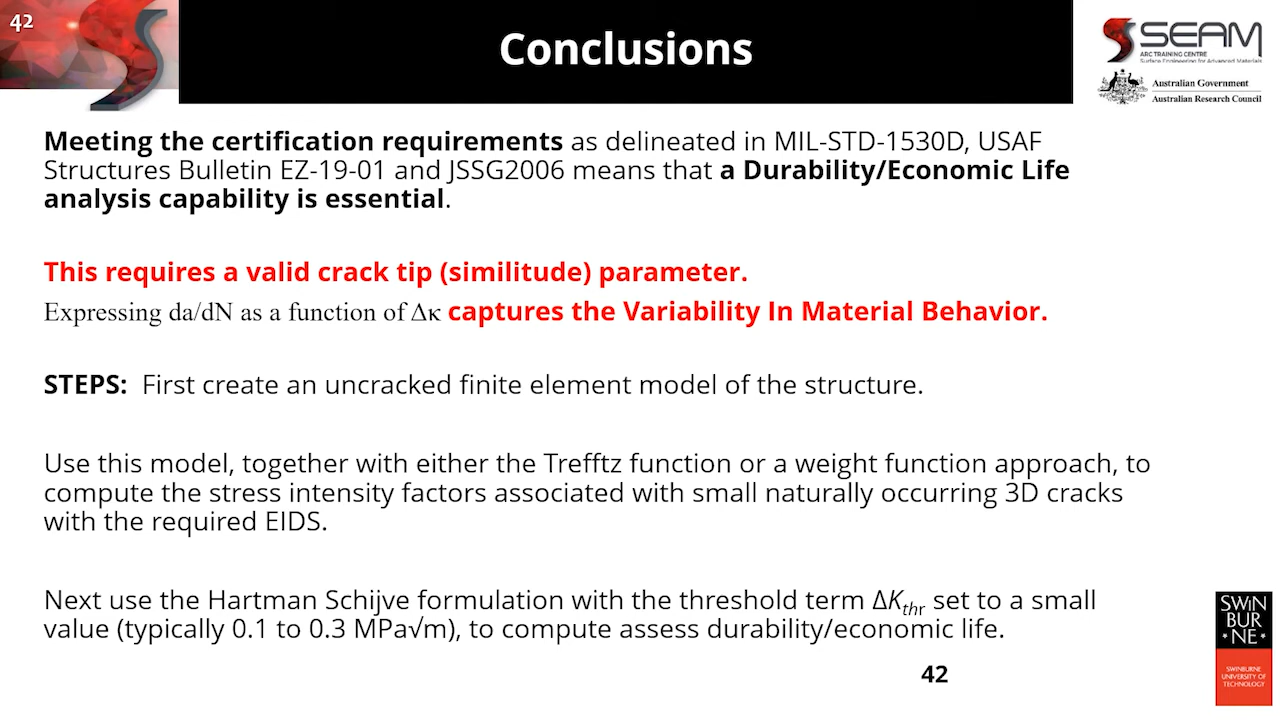 42
Conclusions
SEAM
ARC TRAINING CENTRE
Surface Engineering for Advanced Materials
Australian Government
Australian Research Council
Meeting the certification requirements as delineated in MIL-STD-1530D, USAF
Structures Bulletin EZ-19-01 and JSSG2006 means that a Durability/Economic Life
analysis capability is essential.
This requires a valid crack tip (similitude) parameter.
Expressing da/dN as a function of Δκ captures the Variability In Material Behavior.
STEPS: First create an uncracked finite element model of the structure.
Use this model, together with either the Trefftz function or a weight function approach, to
compute the stress intensity factors associated with small naturally occurring 3D cracks
with the required EIDS.
Next use the Hartman Schijve formulation with the threshold term ΔKthr set to a small
value (typically 0.1 to 0.3 MPa√m), to compute assess durability/economic life.
42
SWIN
BUR
*NE*
SWINBURNE
UNIVERSITY OF
TECHNOLOGY